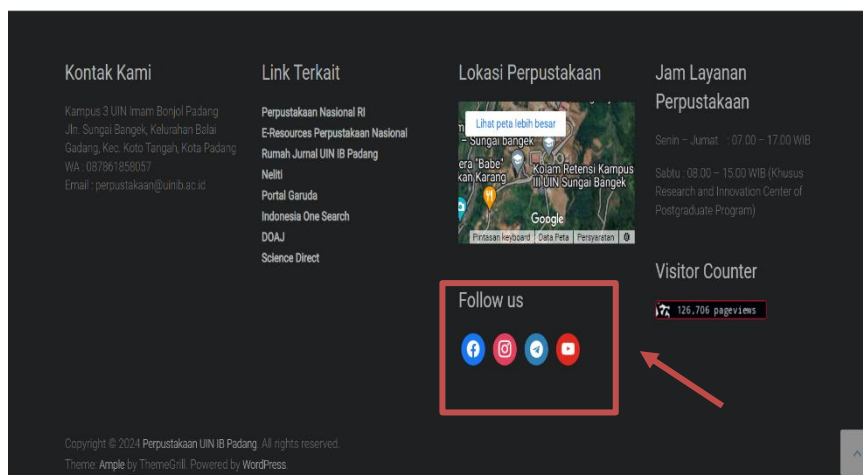 Kontak Kami
Kampus 3 UIN Imam Bonjol Padang
Jln. Sungai Bangek, Kelurahan Balai
Gadang, Kec. Koto Tangah, Kota Padang
WA : 087861858057
Email : perpustakaan@uinib.ac.id
Link Terkait
Perpustakaan Nasional RI
E-Resources Perpustakaan Nasional
Rumah Jurnal UIN IB Padang
Neliti
Portal Garuda
Indonesia One Search
DOAJ
Science Direct
Lokasi Perpustakaan
Lihat peta lebih besar
Sungai bangek
era "Babe"
kan Karang
Kolam Retensi Kampus
III UIN Sungai Bangek
Google
Pintasan keyboard Data Peta Persyaratan
Follow us
Jam Layanan
Perpustakaan
Senin – Jumat : 07.00 – 17.00 WIB
Sabtu : 08.00 – 15.00 WIB (Khusus
Research and Innovation Center of
Postgraduate Program)
Visitor Counter
126,706 pageviews
Copyright © 2024 Perpustakaan UIN IB Padang. All rights reserved.
Theme: Ample by ThemeGrill. Powered by WordPress.